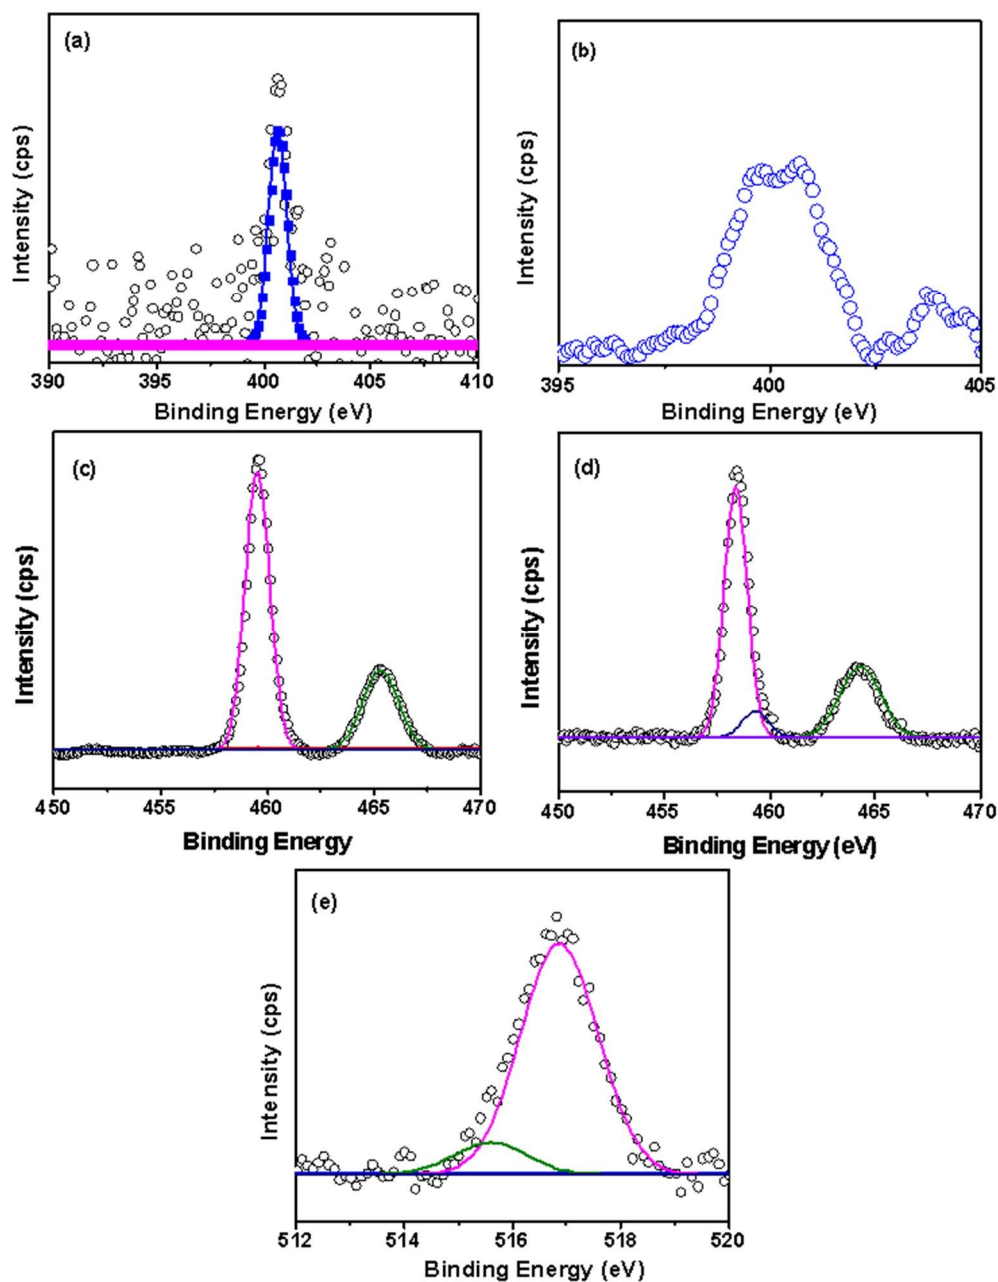 (a)
Intensity (cps)
390 395 400 405 410
Binding Energy (eV)
(b)
Intensity (cps)
395 400 405
Binding Energy (eV)
(c)
Intensity (cps)
450 455 460 465 470
Binding Energy
(d)
Intensity (cps)
450 455 460 465 470
Binding Energy (eV)
(e)
Intensity (cps)
512 514 516 518 520
Binding Energy (eV)